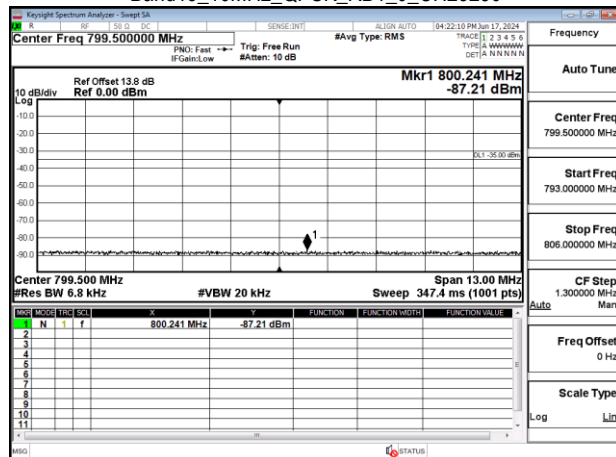 Keysight Spectrum Analyzer - Swept SA
R RF 50 Ω DC SENSE:INT ALIGN AUTO 04:22:10 PM Jun 17, 2024
Center Freq 799.500000 MHz
PNO: Fast
IFGain:Low
Trig: Free Run
#Atten: 10 dB
#Avg Type: RMS
TRACE 1 2 3 4 5 6
TYPE A WWWWW
DET A N N N N N
Frequency
Auto Tune
Center Freq
799.500000 MHz
Start Freq
793.000000 MHz
Stop Freq
806.000000 MHz
CF Step
1.300000 MHz
Auto Man
Freq Offset
0 Hz
Scale Type
Log Lin
Ref Offset 13.8 dB
10 dB/div Ref 0.00 dBm
Log
Mkr1 800.241 MHz
-87.21 dBm
-10.0
-20.0
-30.0
DL1 -35.00 dBm
-40.0
-50.0
-60.0
-70.0
-80.0
-90.0
1
Center 799.500 MHz Span 13.00 MHz
#Res BW 6.8 kHz #VBW 20 kHz Sweep 347.4 ms (1001 pts)
MKR MODE TRC SCL X Y FUNCTION FUNCTION WIDTH FUNCTION VALUE
1 N 1 f 800.241 MHz -87.21 dBm
2
3
4
5
6
7
8
9
10
11
MSG STATUS